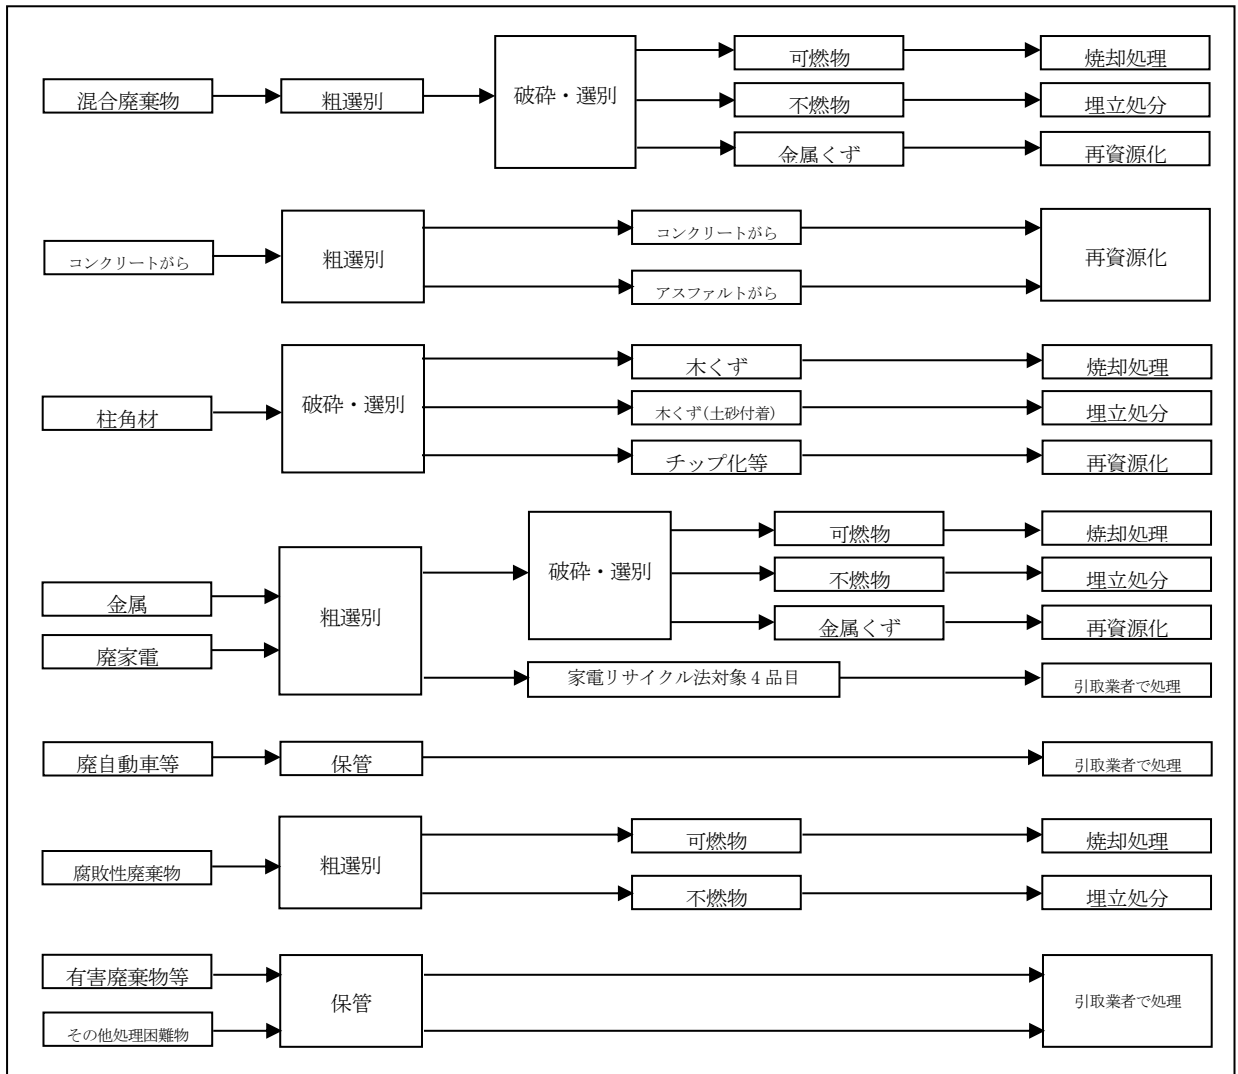 混合廃棄物
粗選別
破砕・選別
可燃物
焼却処理
不燃物
埋立処分
金属くず
再資源化
コンクリートがら
粗選別
コンクリートがら
アスファルトがら
再資源化
柱角材
破砕・選別
木くず
焼却処理
木くず(土砂付着)
埋立処分
チップ化等
再資源化
金属
廃家電
粗選別
破砕・選別
可燃物
焼却処理
不燃物
埋立処分
金属くず
再資源化
家電リサイクル法対象4品目
引取業者で処理
廃自動車等
保管
引取業者で処理
腐敗性廃棄物
粗選別
可燃物
焼却処理
不燃物
埋立処分
有害廃棄物等
その他処理困難物
保管
引取業者で処理